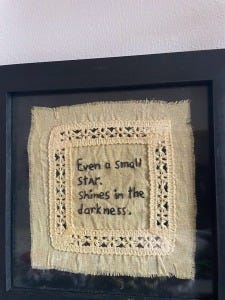 Even a small
star.
shines in the
darkness.